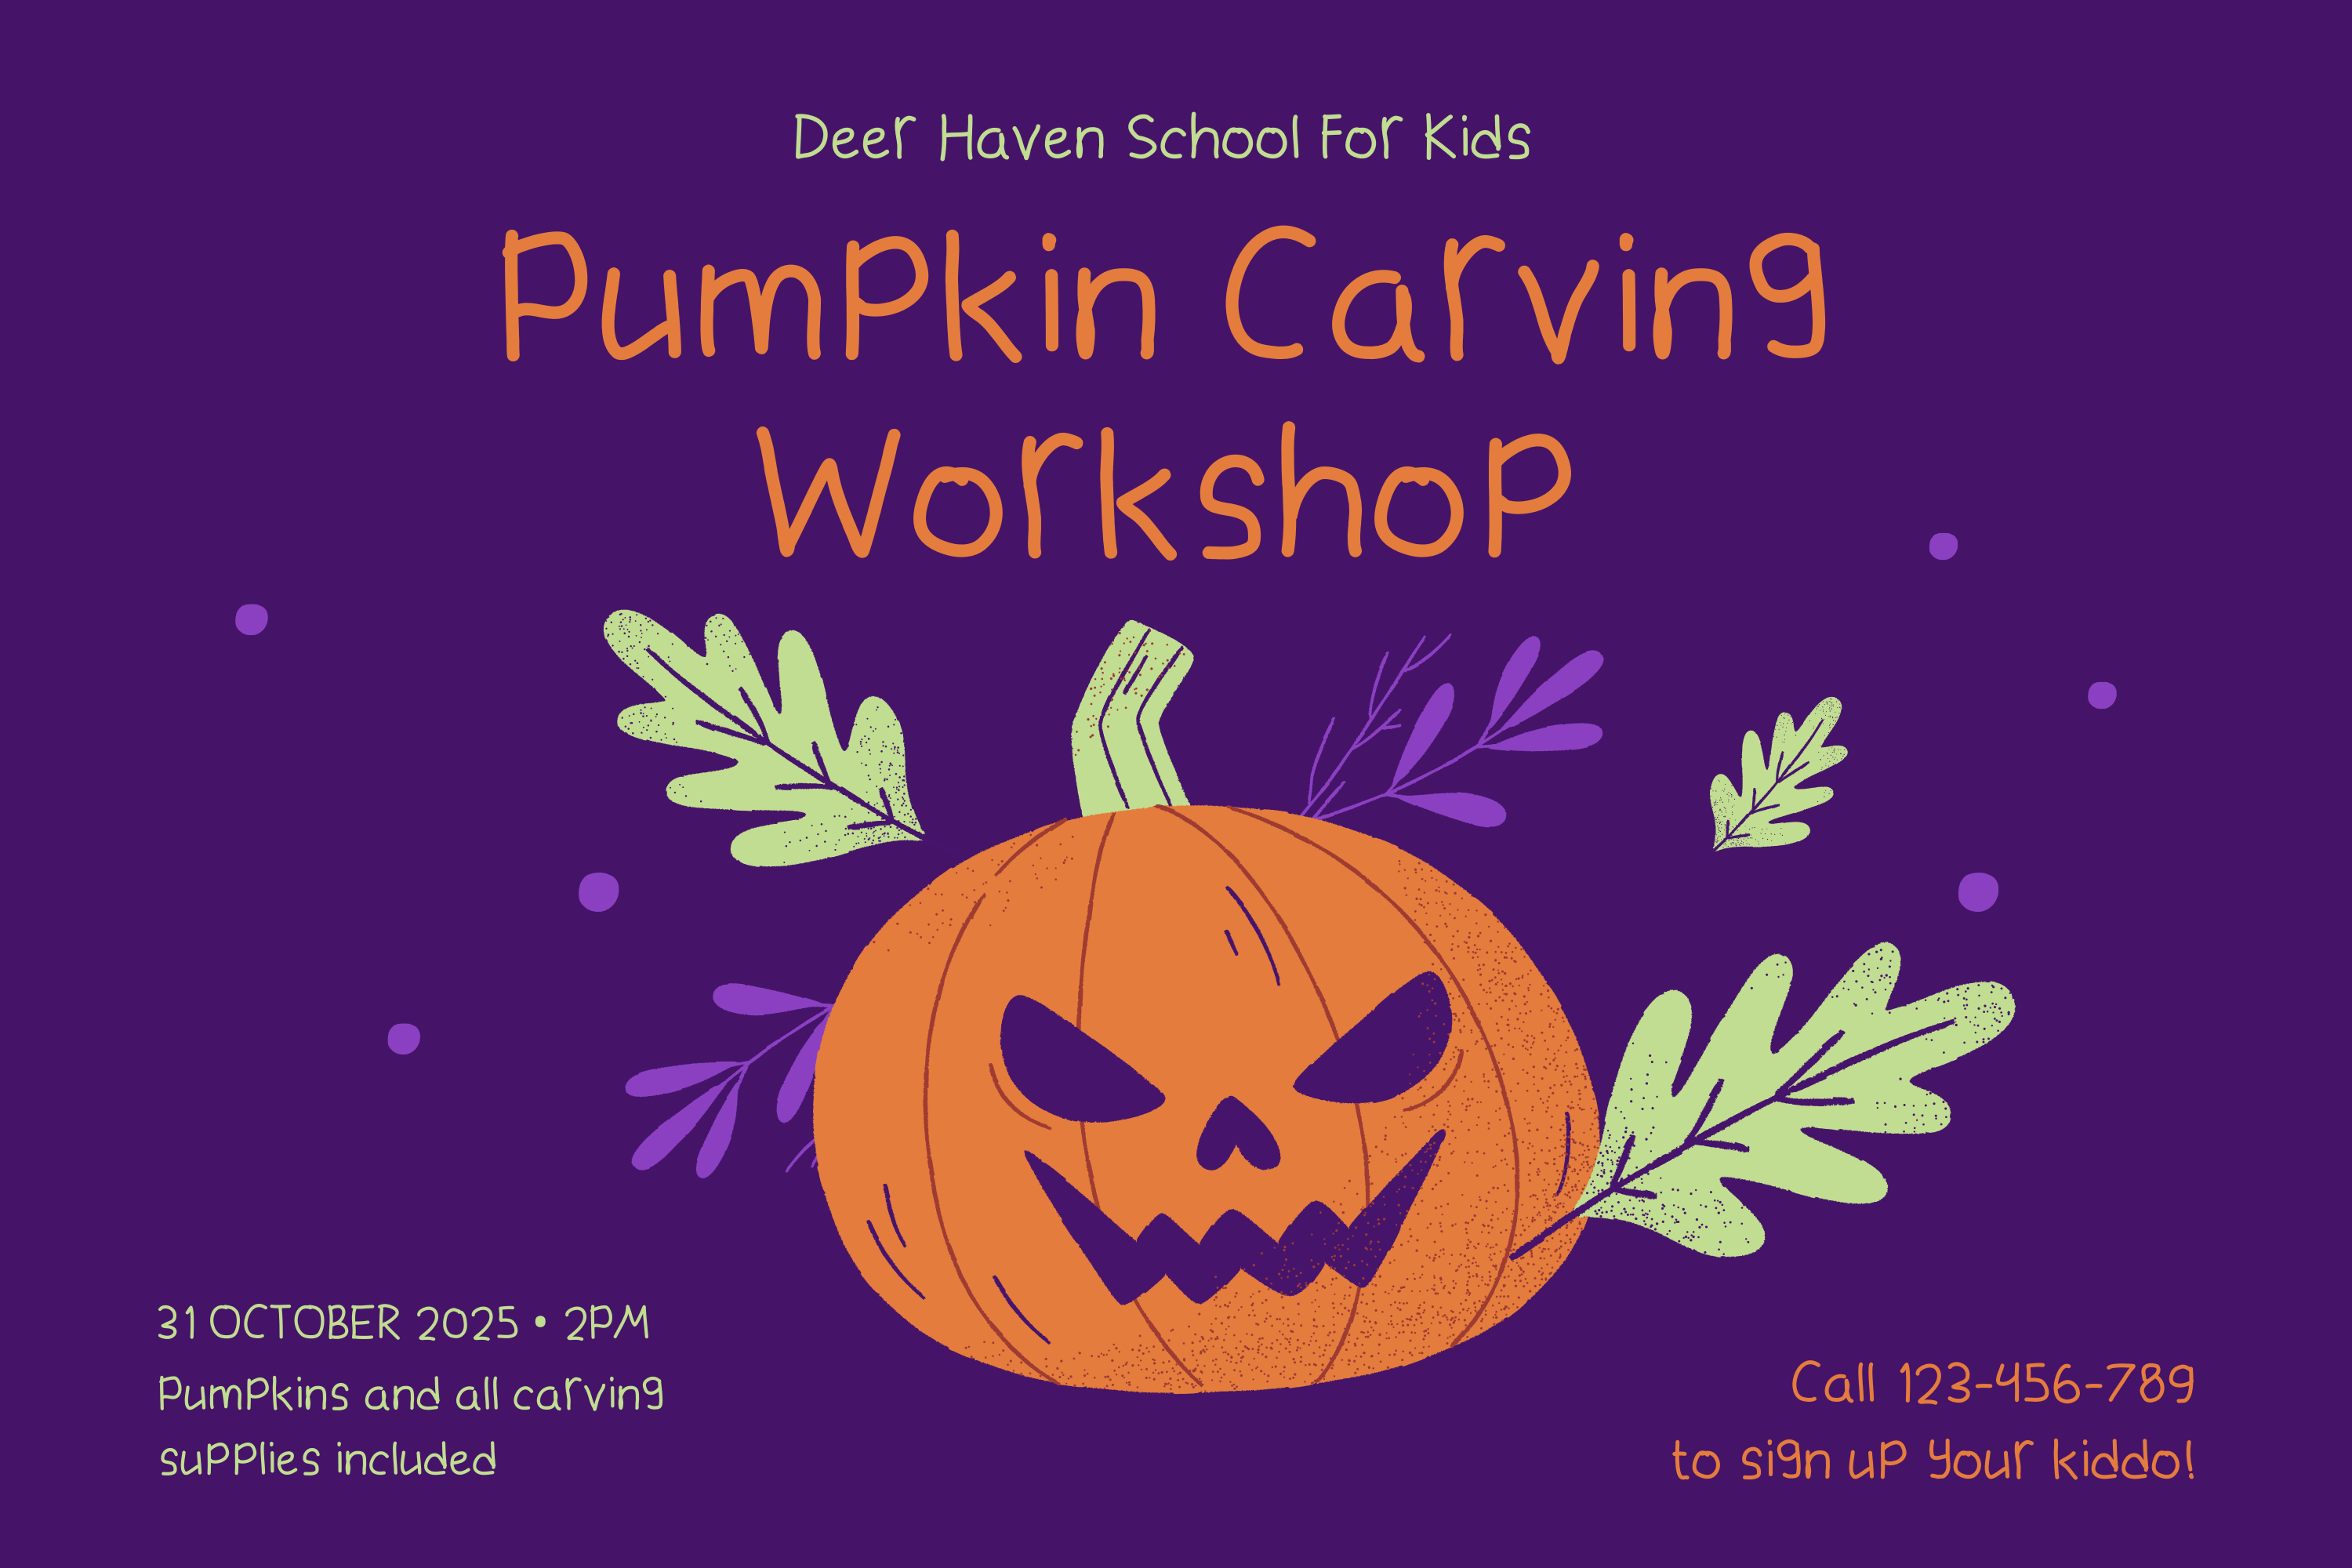 Deer Haven School For Kids
Pumpkin Carving
Workshop
31 OCTOBER 2025 • 2PM
Pumpkins and all carving
supplies included
Call 123-456-789
to sign up your kiddo!